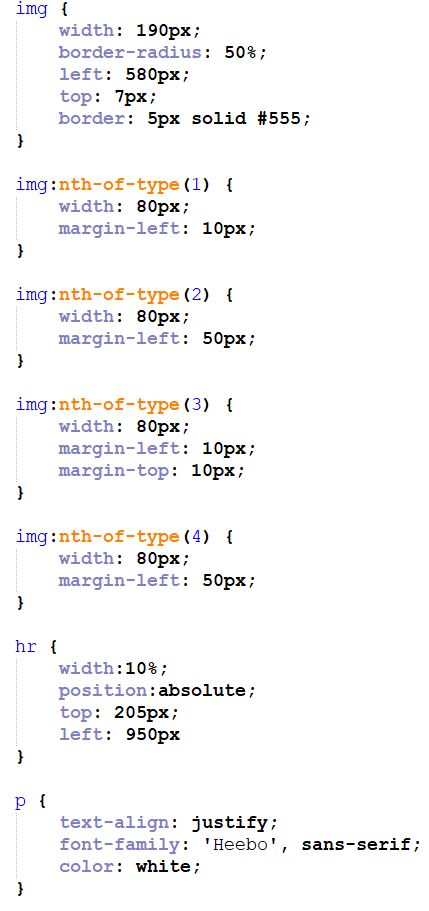 img {
    width: 190px;
    border-radius: 50%;
    left: 580px;
    top: 7px;
    border: 5px solid #555;
}

img:nth-of-type(1) {
    width: 80px;
    margin-left: 10px;
}

img:nth-of-type(2) {
    width: 80px;
    margin-left: 50px;
}

img:nth-of-type(3) {
    width: 80px;
    margin-left: 10px;
    margin-top: 10px;
}

img:nth-of-type(4) {
    width: 80px;
    margin-left: 50px;
}

hr {
    width:10%;
    position:absolute;
    top: 205px;
    left: 950px
}

p {
    text-align: justify;
    font-family: 'Heebo', sans-serif;
    color: white;
}